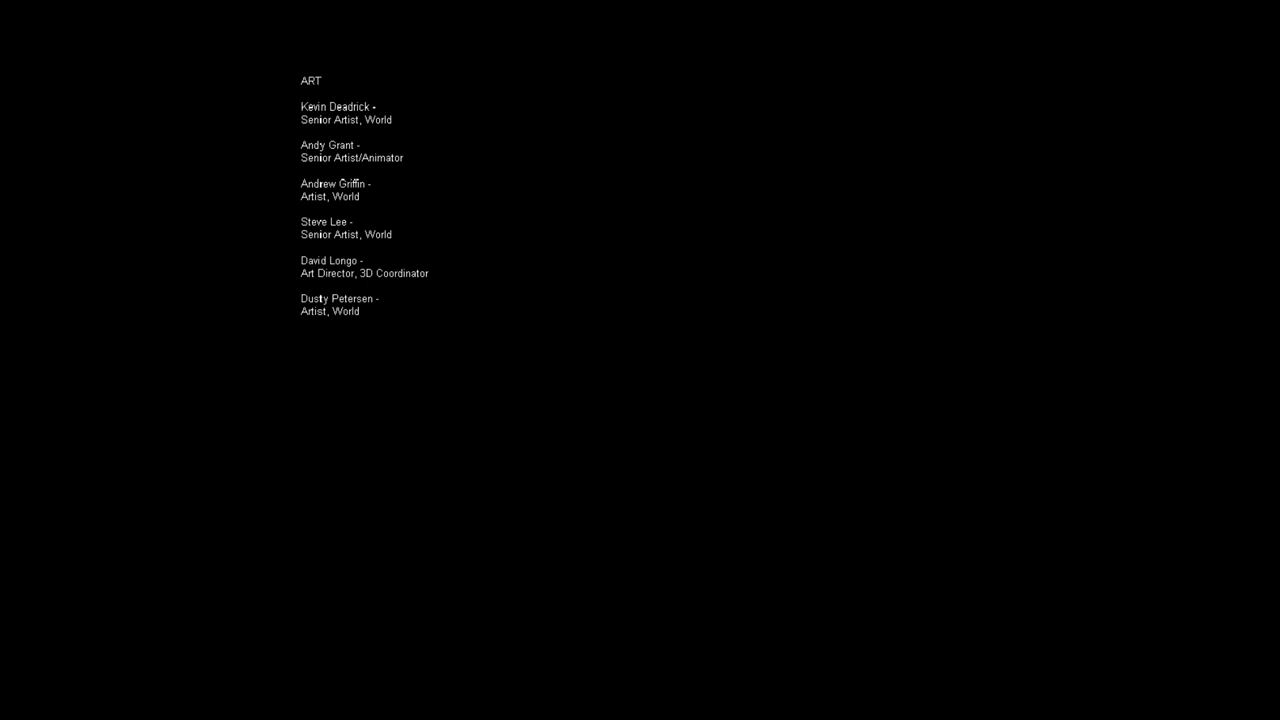 ART
Kevin Deadrick -
Senior Artist, World
Andy Grant -
Senior Artist/Animator
Andrew Griffin -
Artist, World
Steve Lee -
Senior Artist, World
David Longo -
Art Director, 3D Coordinator
Dusty Petersen -
Artist, World